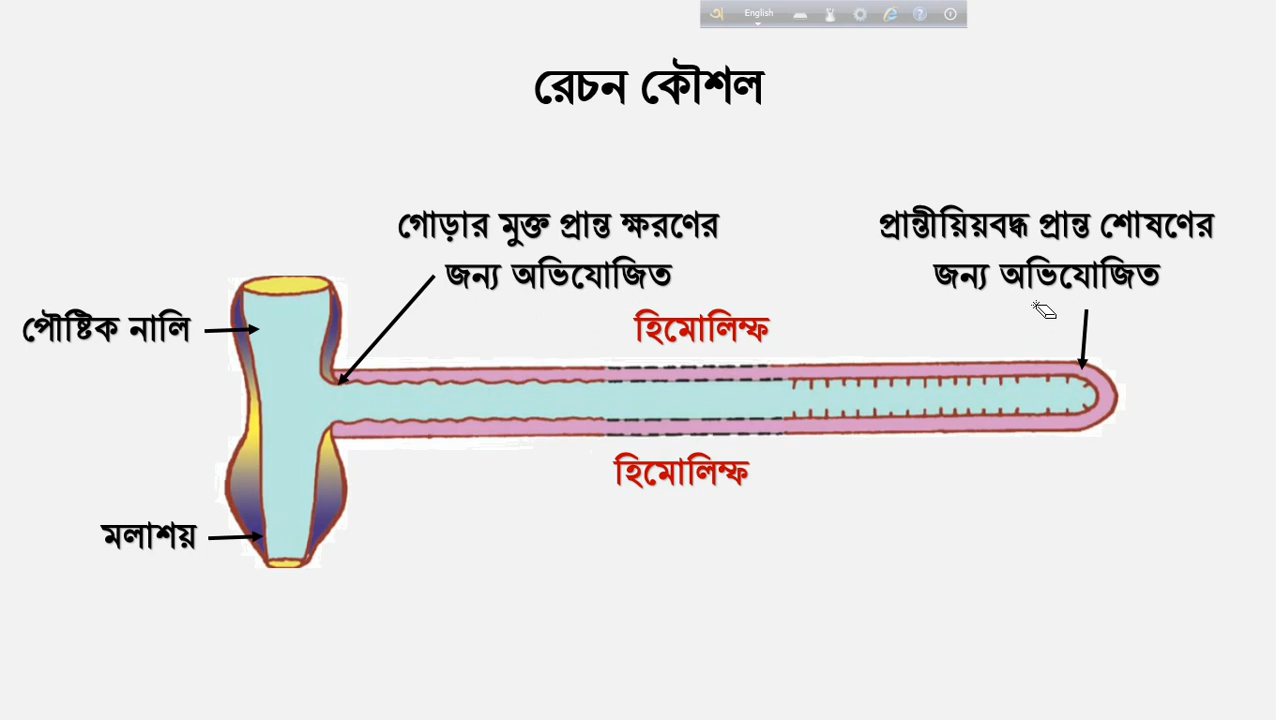 অ English
রেচন কৌশল
গোড়ার মুক্ত প্রান্ত ক্ষরণের
জন্য অভিযোজিত
প্রান্তীয়িয়বদ্ধ প্রান্ত শোষণের
জন্য অভিযোজিত
পৌষ্টিক নালি
হিমোলিম্ফ
হিমোলিম্ফ
মলাশয়